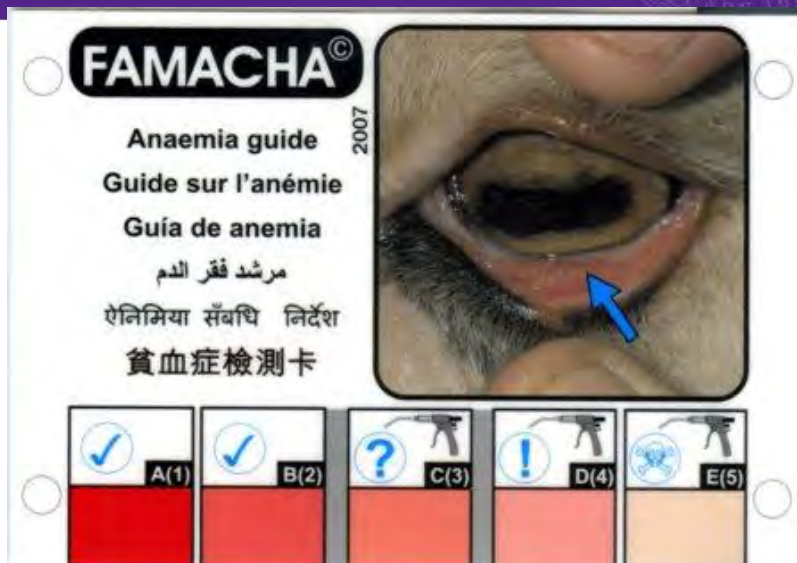 FAMACHA©
2007
Anaemia guide
Guide sur l'anémie
Guía de anemia
مرشد فقر الدم
ऐनिमिया सँबधि निर्देश
貧血症檢測卡
✓ A(1)
✓ B(2)
? C(3)
! D(4)
E(5)